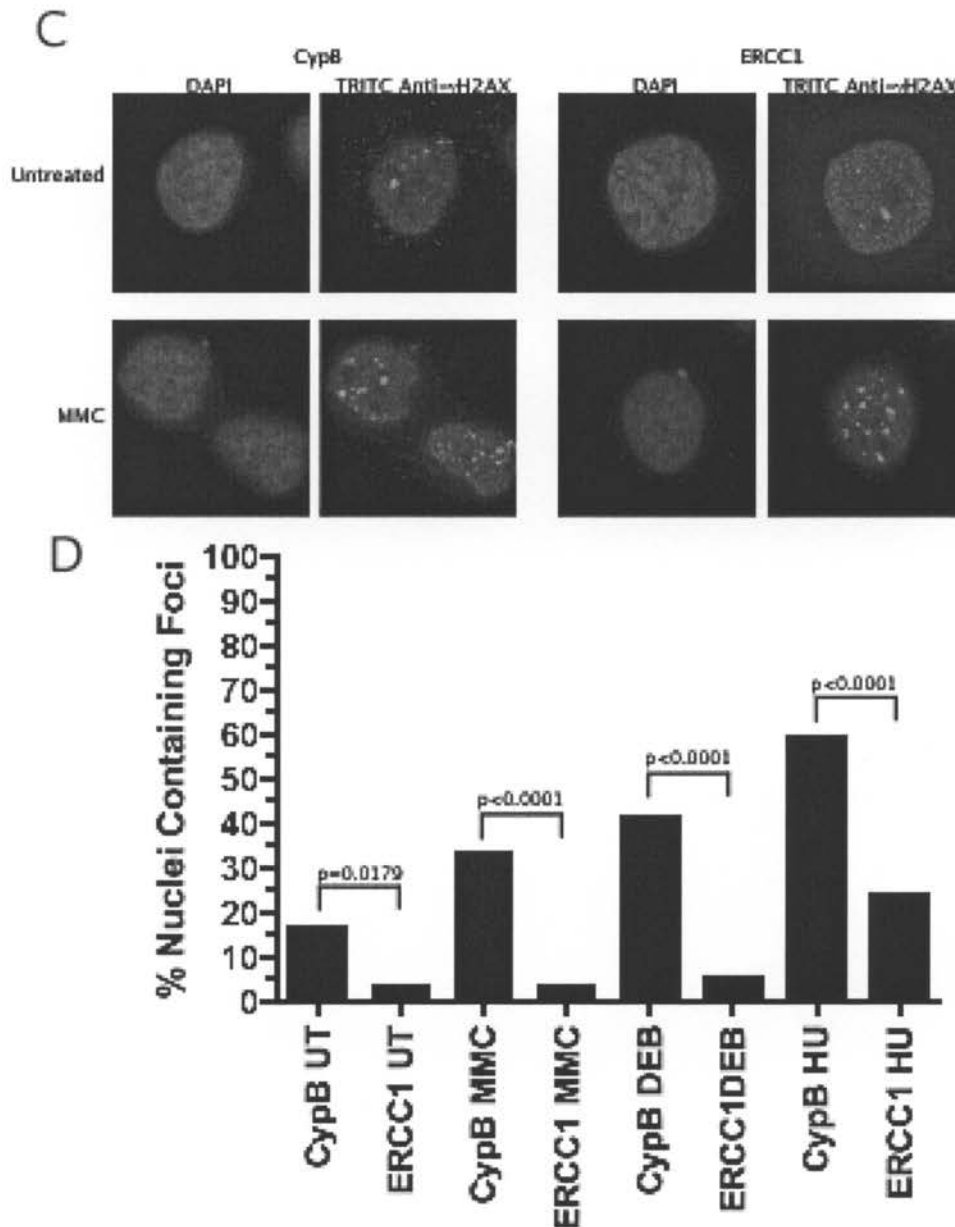 C
CypB
ERCC1
DAPI
TRITC Anti-γH2AX
DAPI
TRITC Anti-γH2AX
Untreated
MMC
D
% Nuclei Containing Foci
100
90
80
70
60
50
40
30
20
10
0
p=0.0179
p<0.0001
p<0.0001
p<0.0001
CypB UT
ERCC1 UT
CypB MMC
ERCC1 MMC
CypB DEB
ERCC1DEB
CypB HU
ERCC1 HU